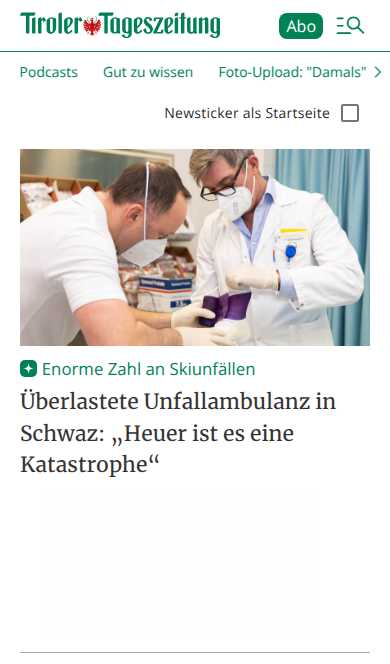 Tiroler Tageszeitung
Abo
Podcasts Gut zu wissen Foto-Upload: "Damals"
Newsticker als Startseite
Enorme Zahl an Skiunfällen
Überlastete Unfallambulanz in
Schwaz: „Heuer ist es eine
Katastrophe“